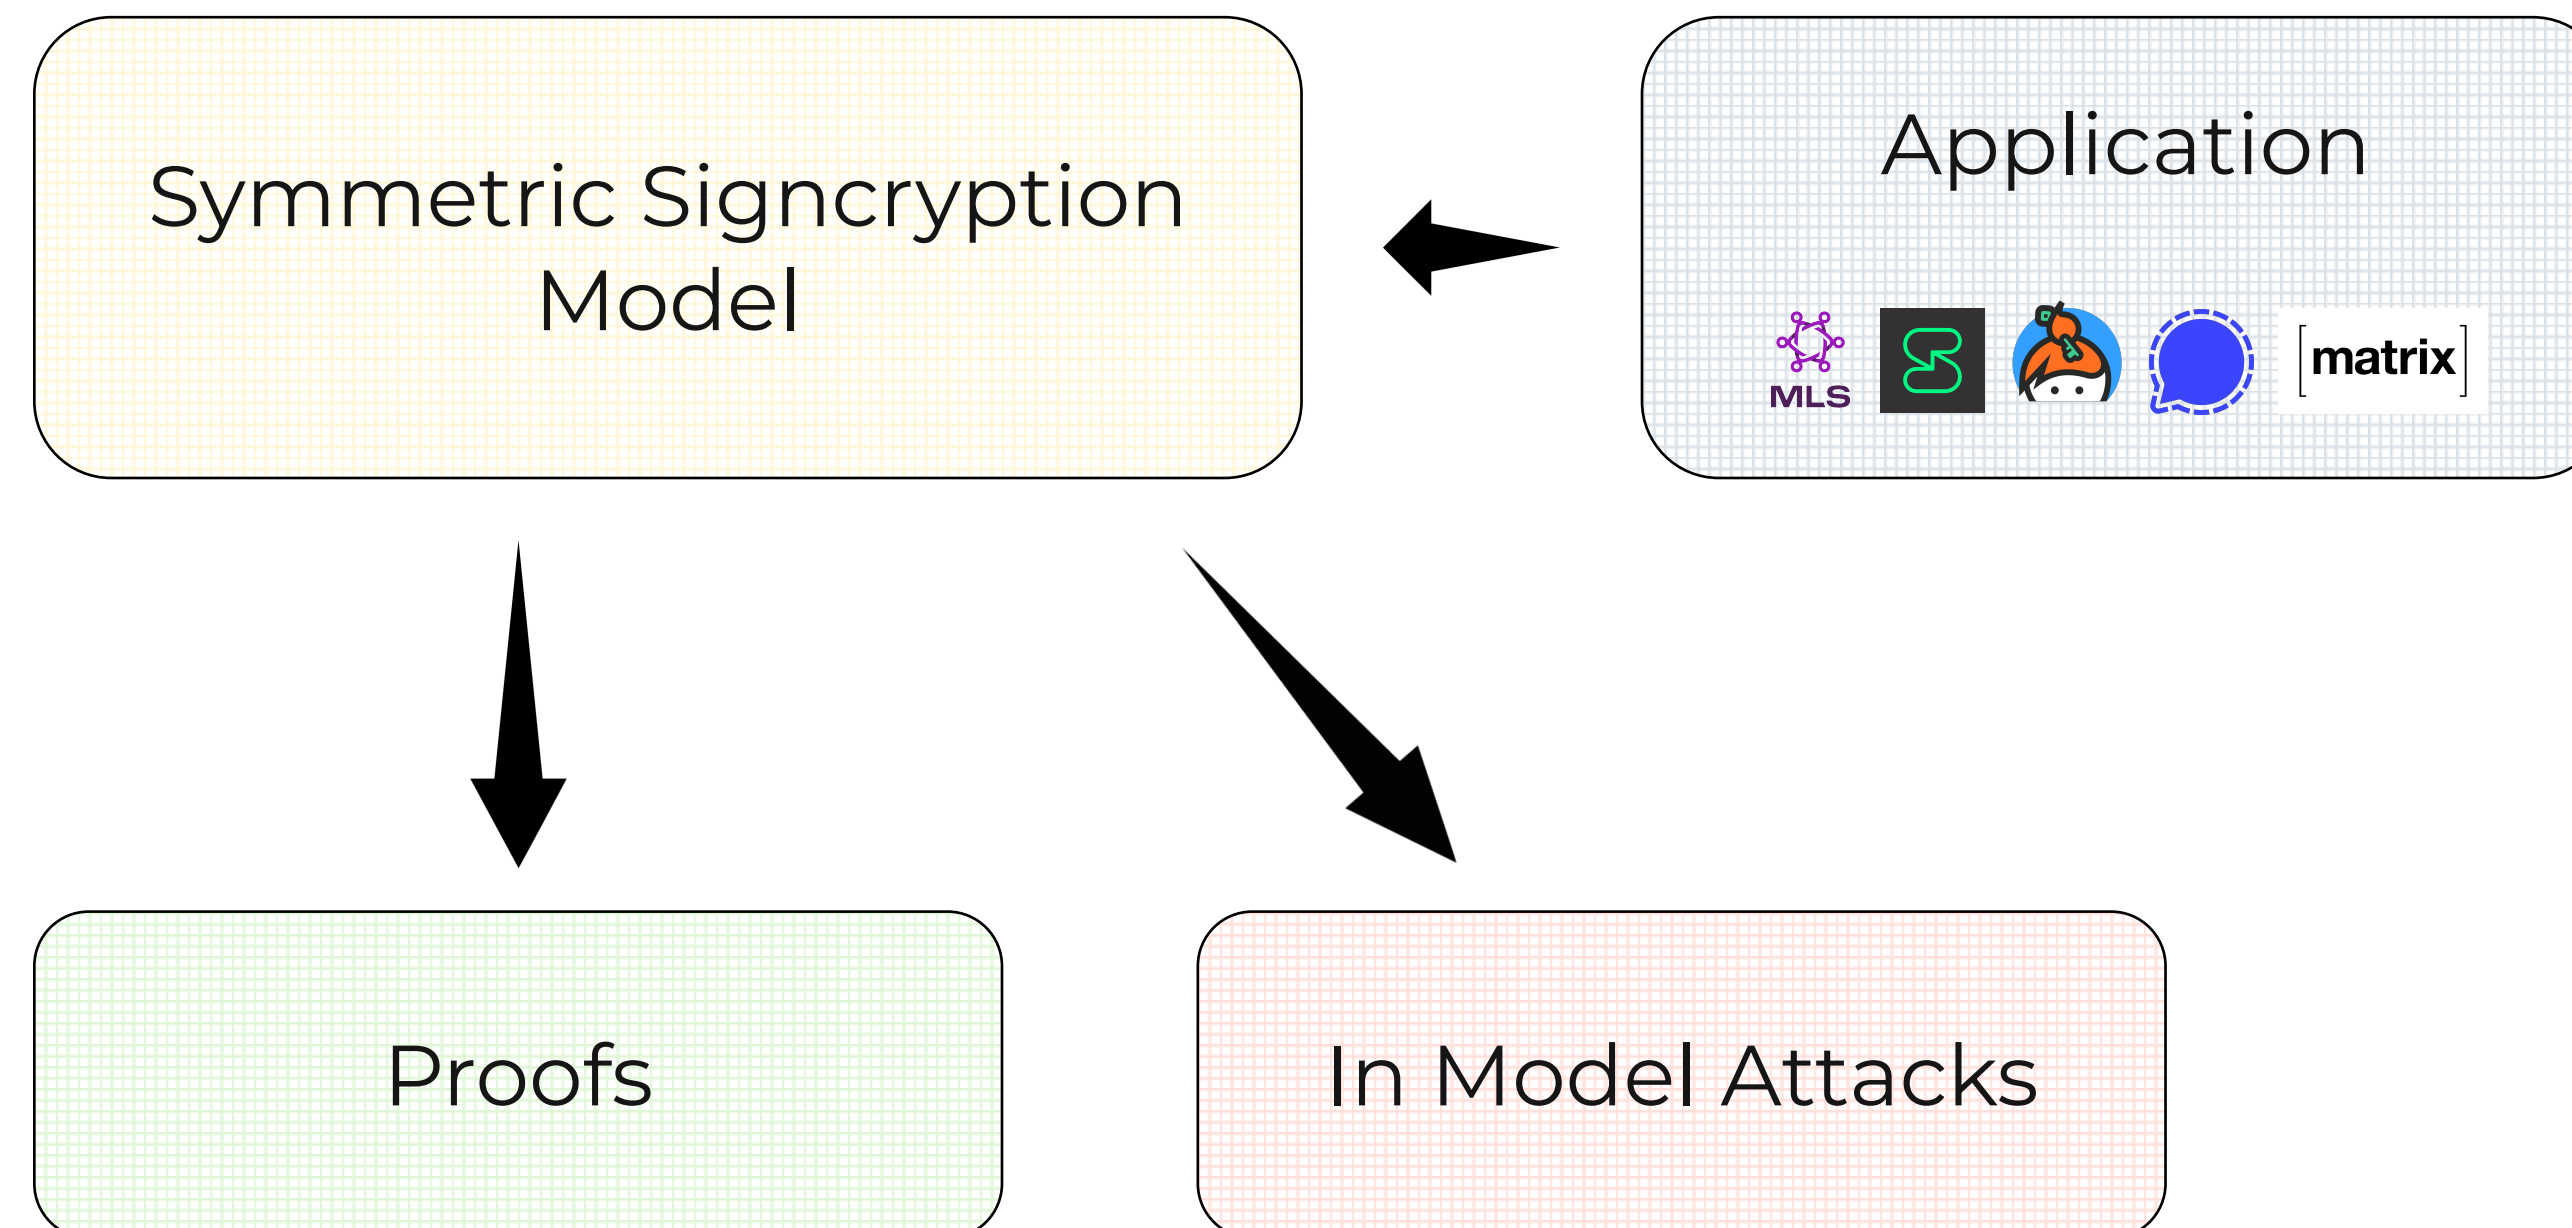 Symmetric Signcryption
Model
Application
MLS
[matrix]
Proofs
In Model Attacks